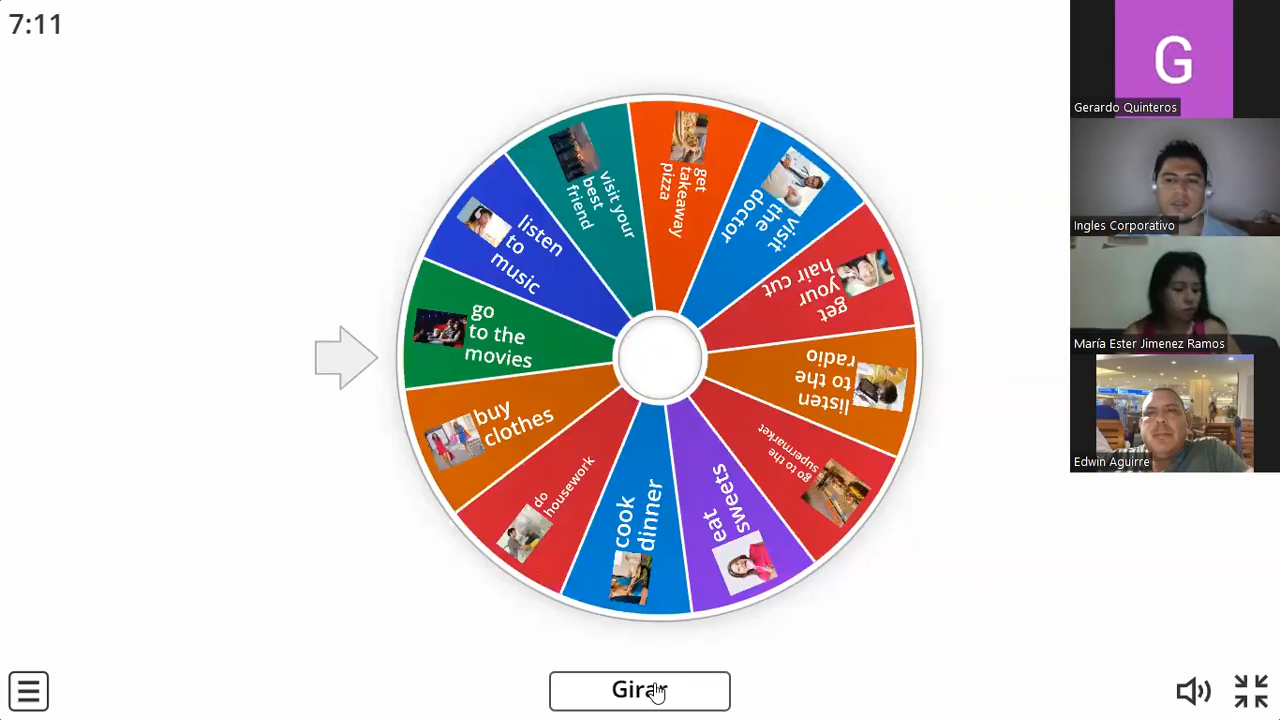 7:11
get
takeaway
pizza
visit
the
doctor
get
your
hair cut
listen
to the
radio
go to the
supermarket
eat
sweets
cook
dinner
do
housework
buy
clothes
go
to the
movies
listen
to
music
visit your
best
friend
Girar
G
Gerardo Quinteros
Ingles Corporativo
María Ester Jimenez Ramos
Edwin Aguirre